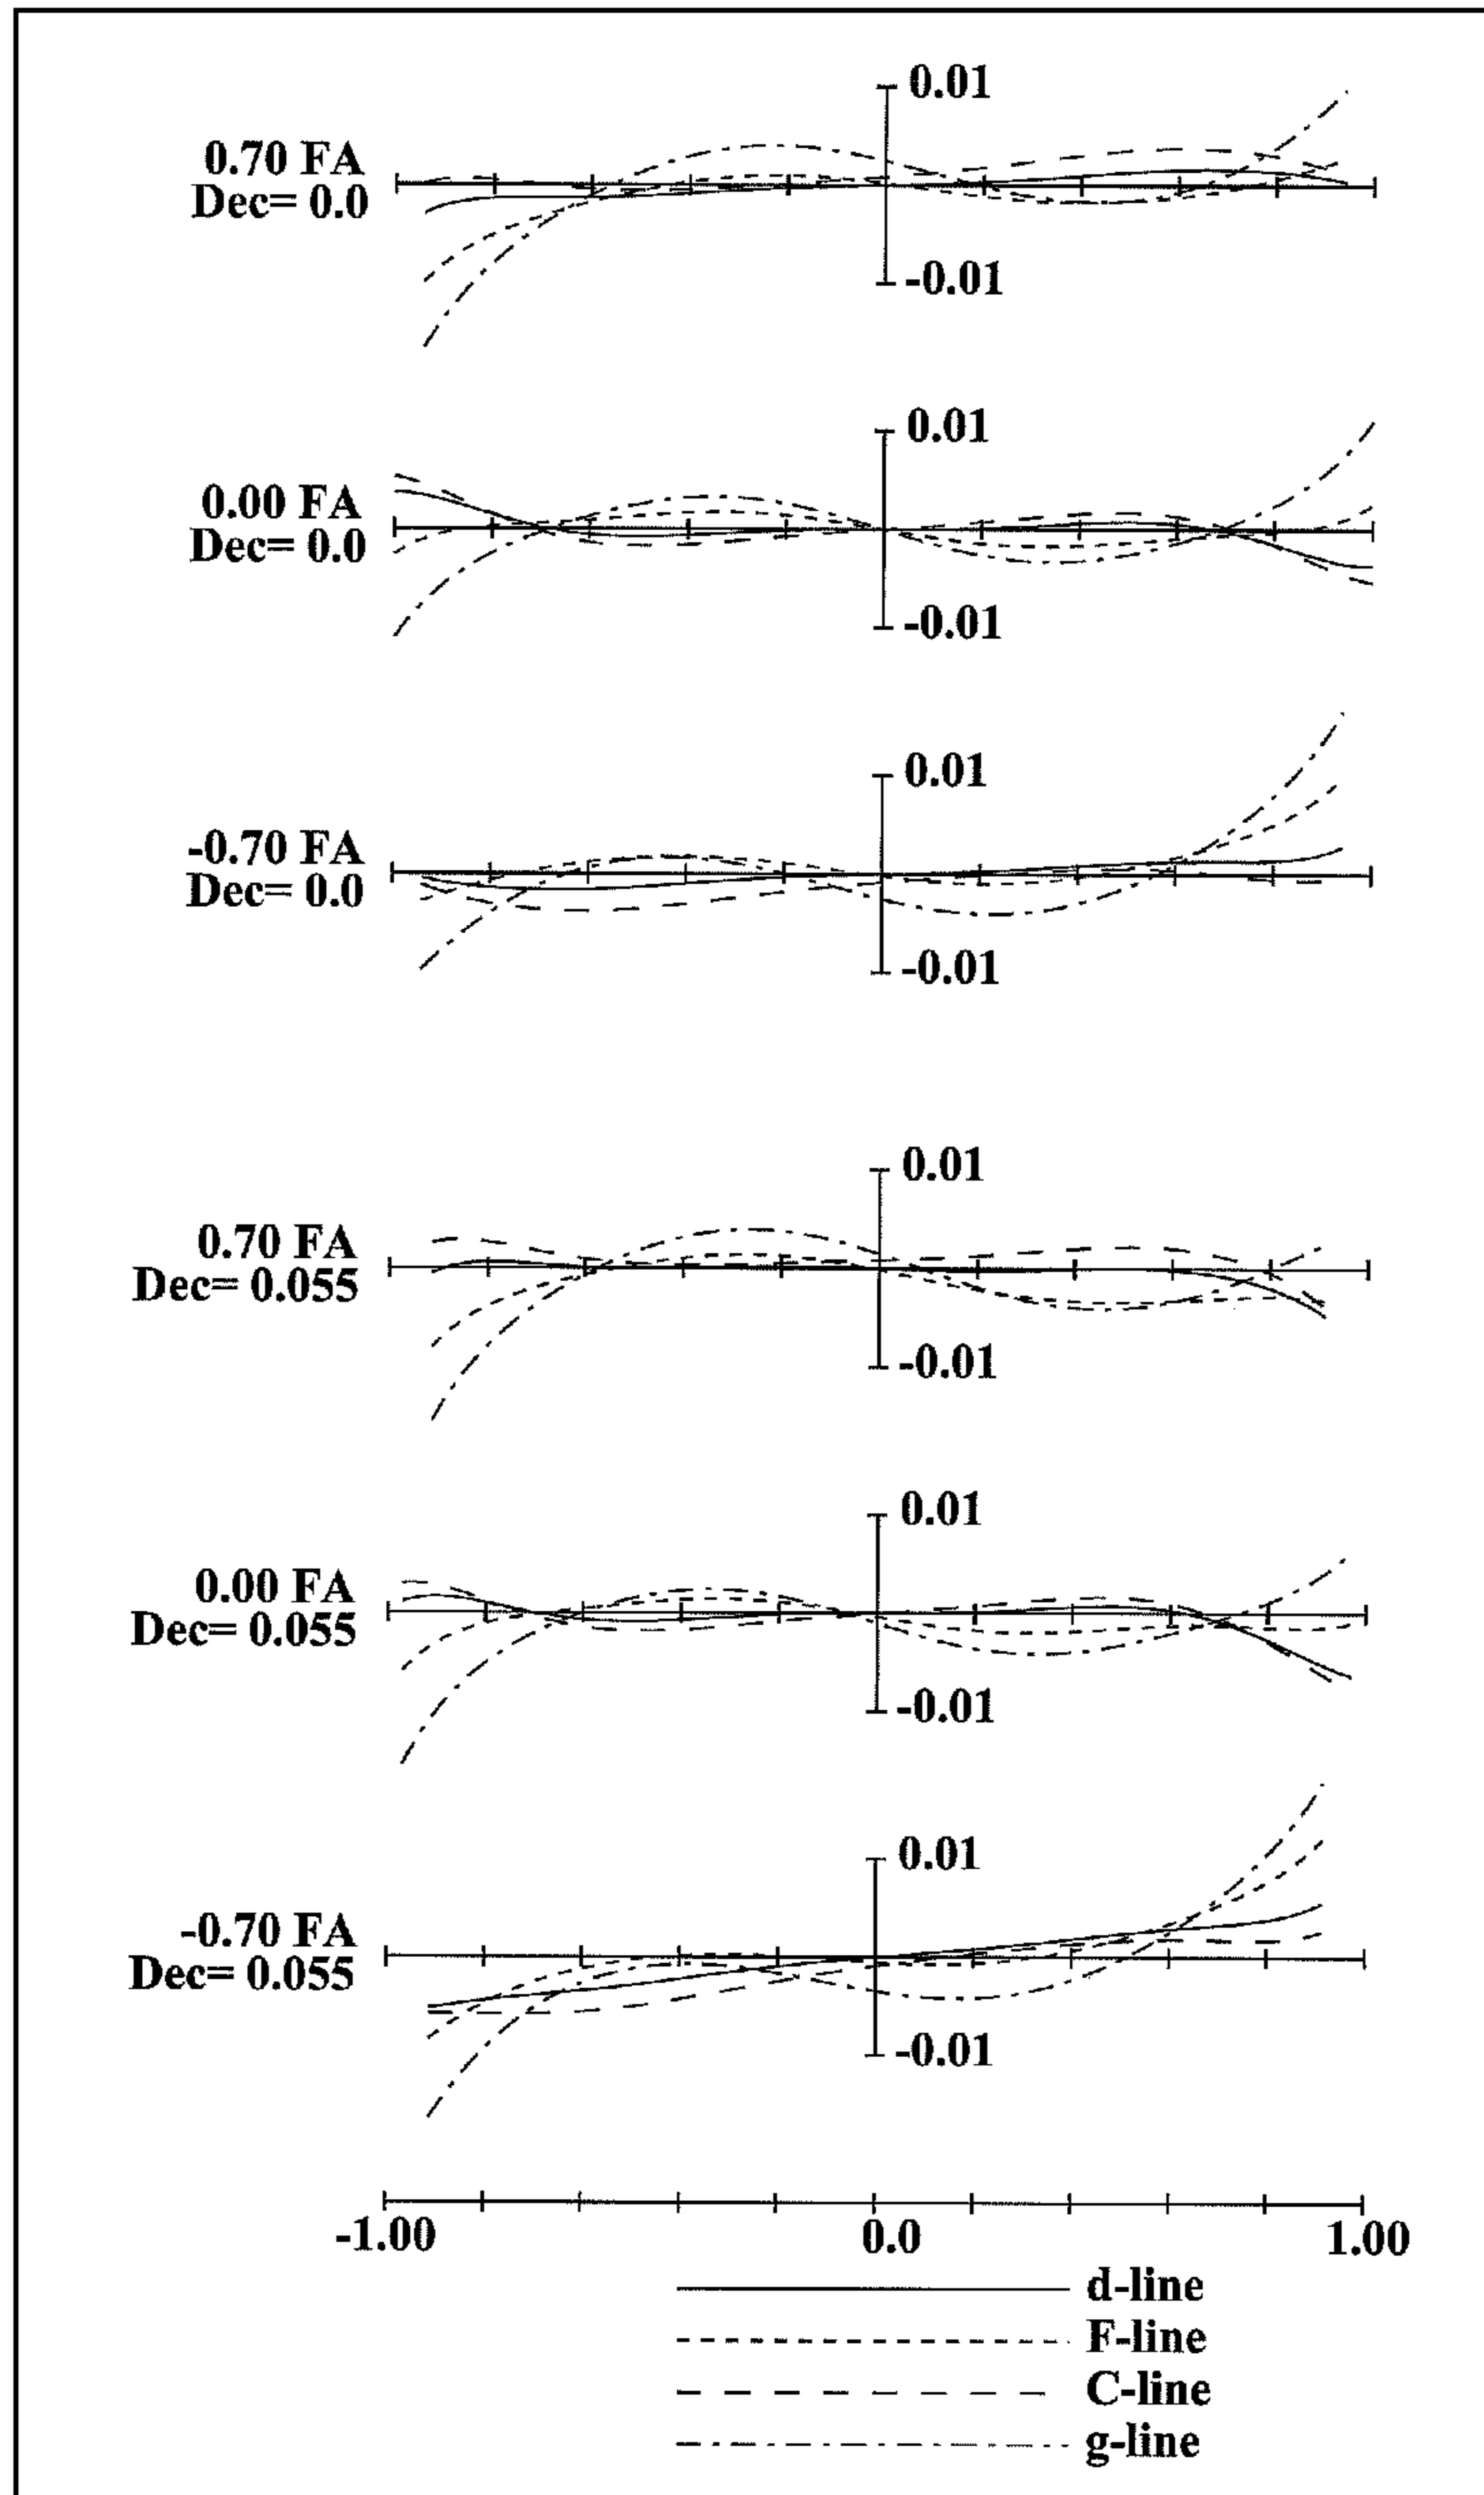 0.01
0.70 FA
Dec= 0.0
-0.01
0.01
0.00 FA
Dec= 0.0
-0.01
0.01
-0.70 FA
Dec= 0.0
-0.01
0.01
0.70 FA
Dec= 0.055
-0.01
0.01
0.00 FA
Dec= 0.055
-0.01
0.01
-0.70 FA
Dec= 0.055
-0.01
-1.00 0.0 1.00
d-line
F-line
C-line
g-line